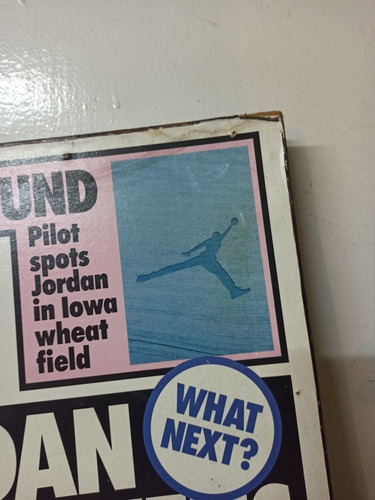 UND
Pilot
spots
Jordan
in Iowa
wheat
field
WHAT
NEXT?
DAN